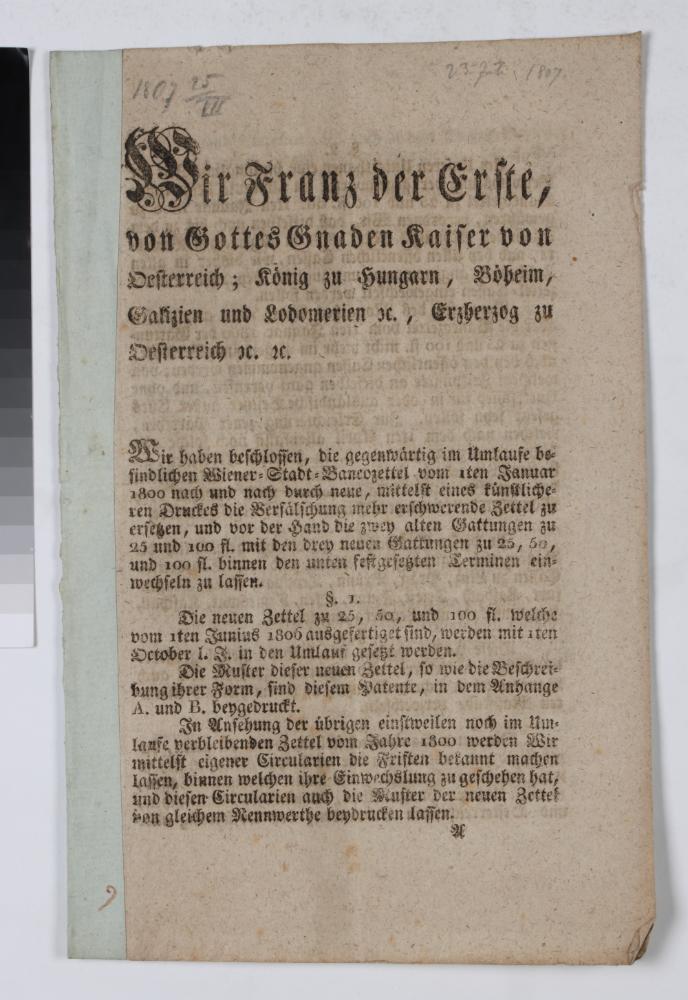 1807 25/III
1807.
Wir Franz der Erste,
von Gottes Gnaden Kaiser von
Oesterreich; König zu Hungarn, Böheim,
Galizien und Lodomerien ꝛc., Erzherzog zu
Oesterreich ꝛc. ꝛc.
Wir haben beschlossen, die gegenwärtig im Umlaufe be-
findlichen Wiener-Stadt-Bancozettel vom 1ten Januar
1800 nach und nach durch neue, mittelst eines künstliche-
ren Druckes die Verfälschung mehr erschwerende Zettel zu
ersetzen, und vor der Hand die zwey alten Gattungen zu
25 und 100 fl. mit den drey neuen Gattungen zu 25, 50,
und 100 fl. binnen den unten festgesetzten Terminen ein-
wechseln zu lassen.
§. 1.
Die neuen Zettel zu 25, 50, und 100 fl. welche
vom 1ten Junius 1806 ausgefertiget sind, werden mit 1ten
October l. J. in den Umlauf gesetzt werden.
Die Muster dieser neuen Zettel, so wie die Beschrei-
bung ihrer Form, sind diesem Patente, in dem Anhange
A. und B. beygedruckt.
In Ansehung der übrigen einstweilen noch im Um-
laufe verbleibenden Zettel vom Jahre 1800 werden Wir
mittelst eigener Circularien die Fristen bekannt machen
lassen, binnen welchen ihre Einwechslung zu geschehen hat,
und diesen Circularien auch die Muster der neuen Zettel
von gleichem Nennwerthe beydrucken lassen.
A
9